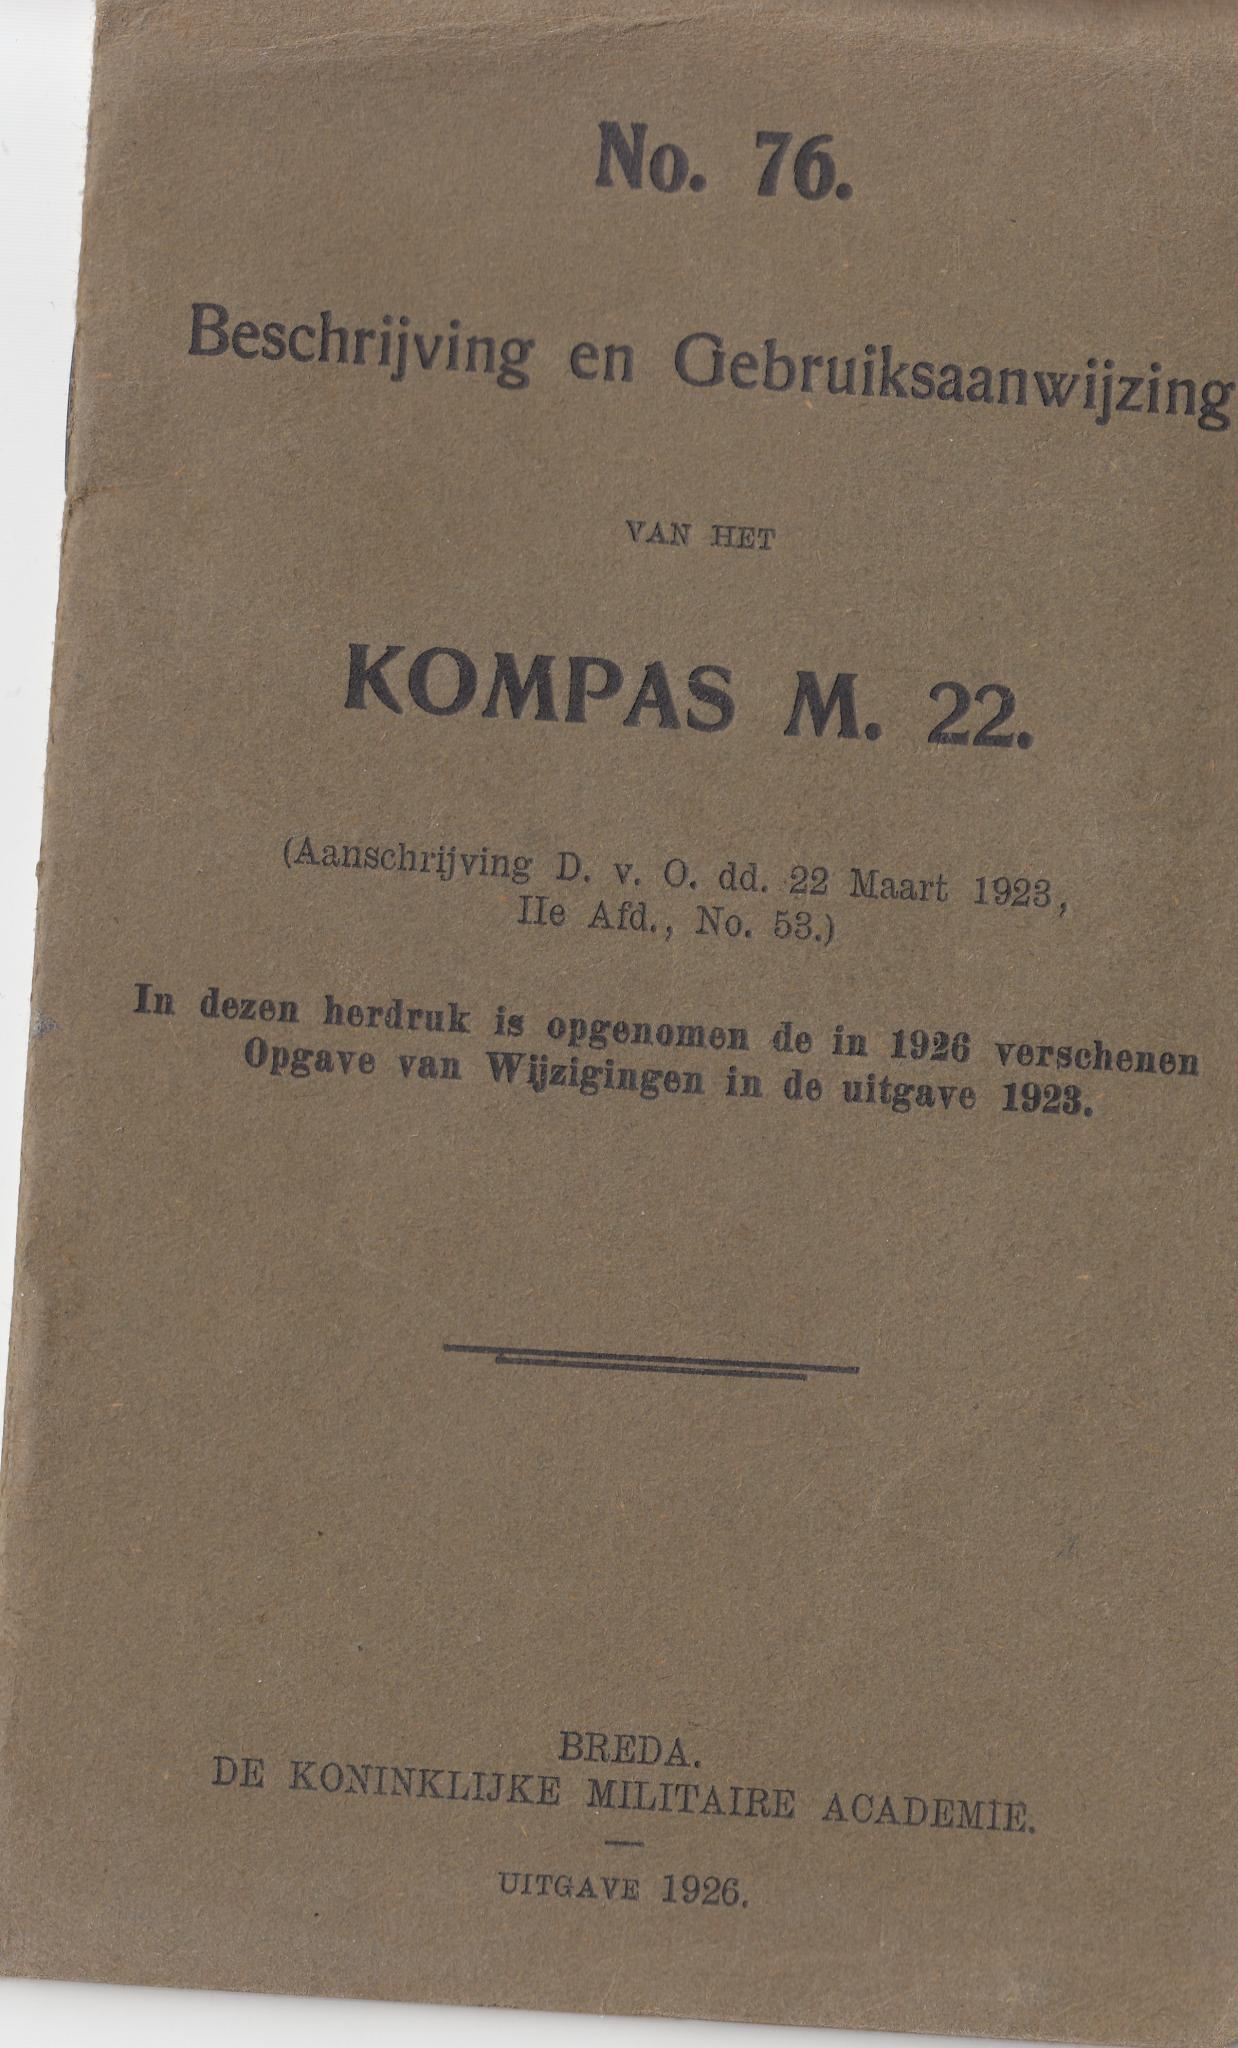 No. 76.
Beschrijving en Gebruiksaanwijzing
VAN HET
KOMPAS M. 22.
(Aanschrijving D. v. O. dd. 22 Maart 1923,
IIe Afd., No. 53.)
In dezen herdruk is opgenomen de in 1926 verschenen
Opgave van Wijzigingen in de uitgave 1923.
BREDA.
DE KONINKLIJKE MILITAIRE ACADEMIE.
UITGAVE 1926.